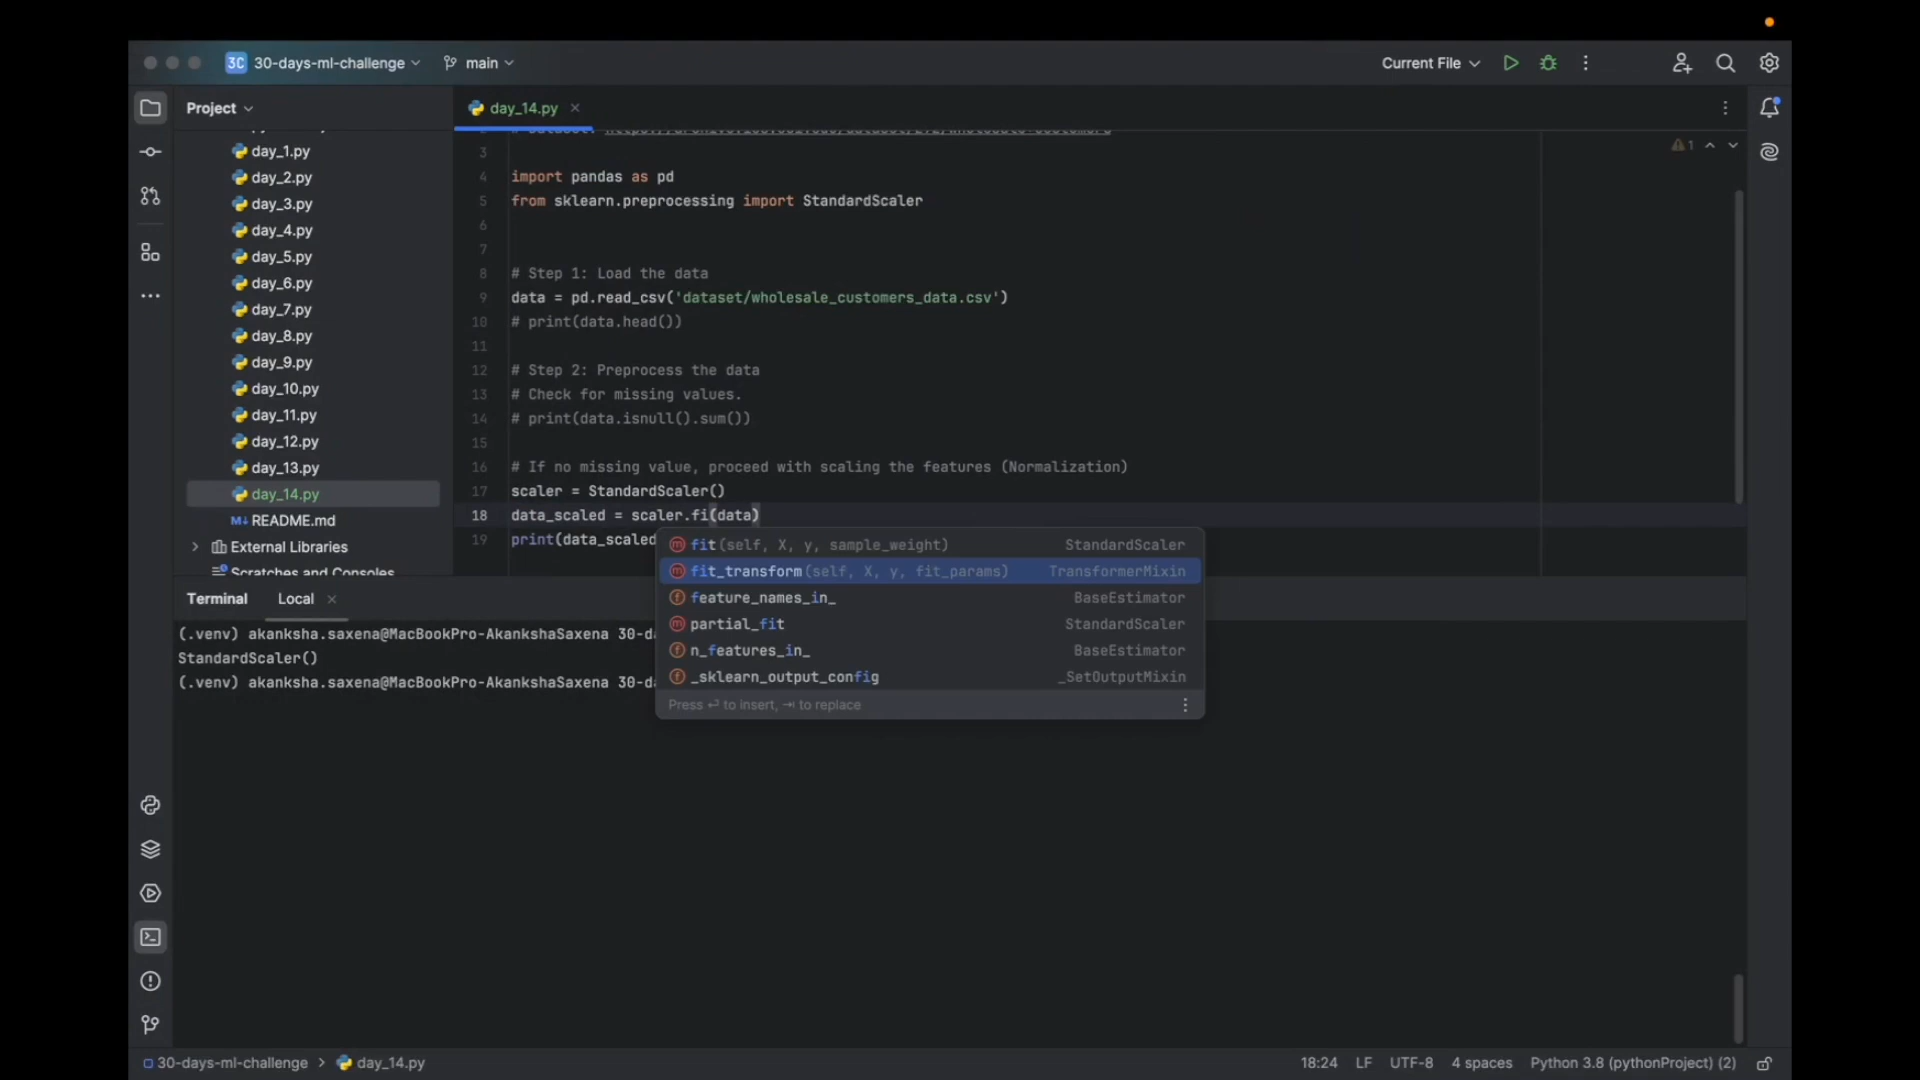 3C 30-days-ml-challenge main Current File
Project
day_14.py
3
day_1.py
4 import pandas as pd
day_2.py
5 from sklearn.preprocessing import StandardScaler
day_3.py
6
day_4.py
7
day_5.py
8 # Step 1: Load the data
day_6.py
9 data = pd.read_csv('dataset/wholesale_customers_data.csv')
day_7.py
10 # print(data.head())
day_8.py
11
day_9.py
12 # Step 2: Preprocess the data
day_10.py
13 # Check for missing values.
day_11.py
14 # print(data.isnull().sum())
day_12.py
15
day_13.py
16 # If no missing value, proceed with scaling the features (Normalization)
day_14.py
17 scaler = StandardScaler()
README.md
18 data_scaled = scaler.fi(data)
External Libraries
19 print(data_scaled
Scratches and Consoles
1
fit(self, X, y, sample_weight) StandardScaler
fit_transform(self, X, y, fit_params) TransformerMixin
feature_names_in_ BaseEstimator
partial_fit StandardScaler
n_features_in_ BaseEstimator
_sklearn_output_config _SetOutputMixin
Press ⏎ to insert, ⇥ to replace
Terminal Local
(.venv) akanksha.saxena@MacBookPro-AkankshaSaxena 30-da
StandardScaler()
(.venv) akanksha.saxena@MacBookPro-AkankshaSaxena 30-da
30-days-ml-challenge > day_14.py
18:24 LF UTF-8 4 spaces Python 3.8 (pythonProject) (2)